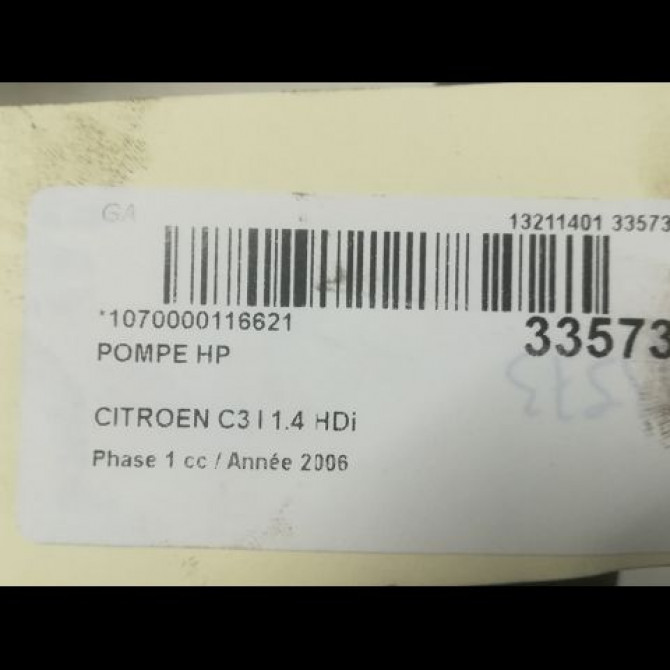 GA
13211401 33573
*1070000116621
33573
POMPE HP
CITROEN C3 I 1.4 HDi
Phase 1 cc / Année 2006